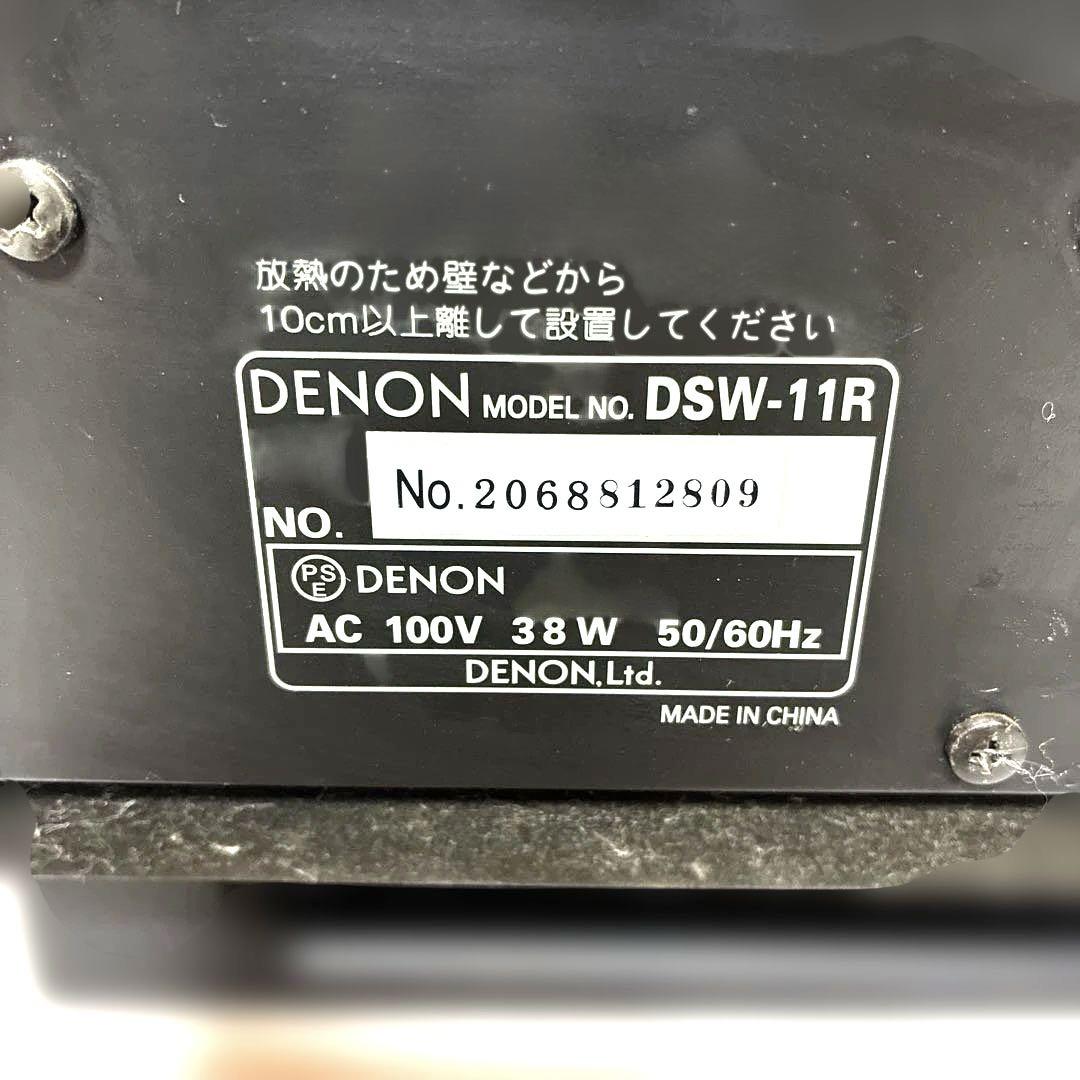 放熱のため壁などから
10cm以上離して設置してください
DENON MODEL NO. DSW-11R
NO. No.2068812809
PSE DENON
AC 100V 38W 50/60Hz
DENON,Ltd.
MADE IN CHINA